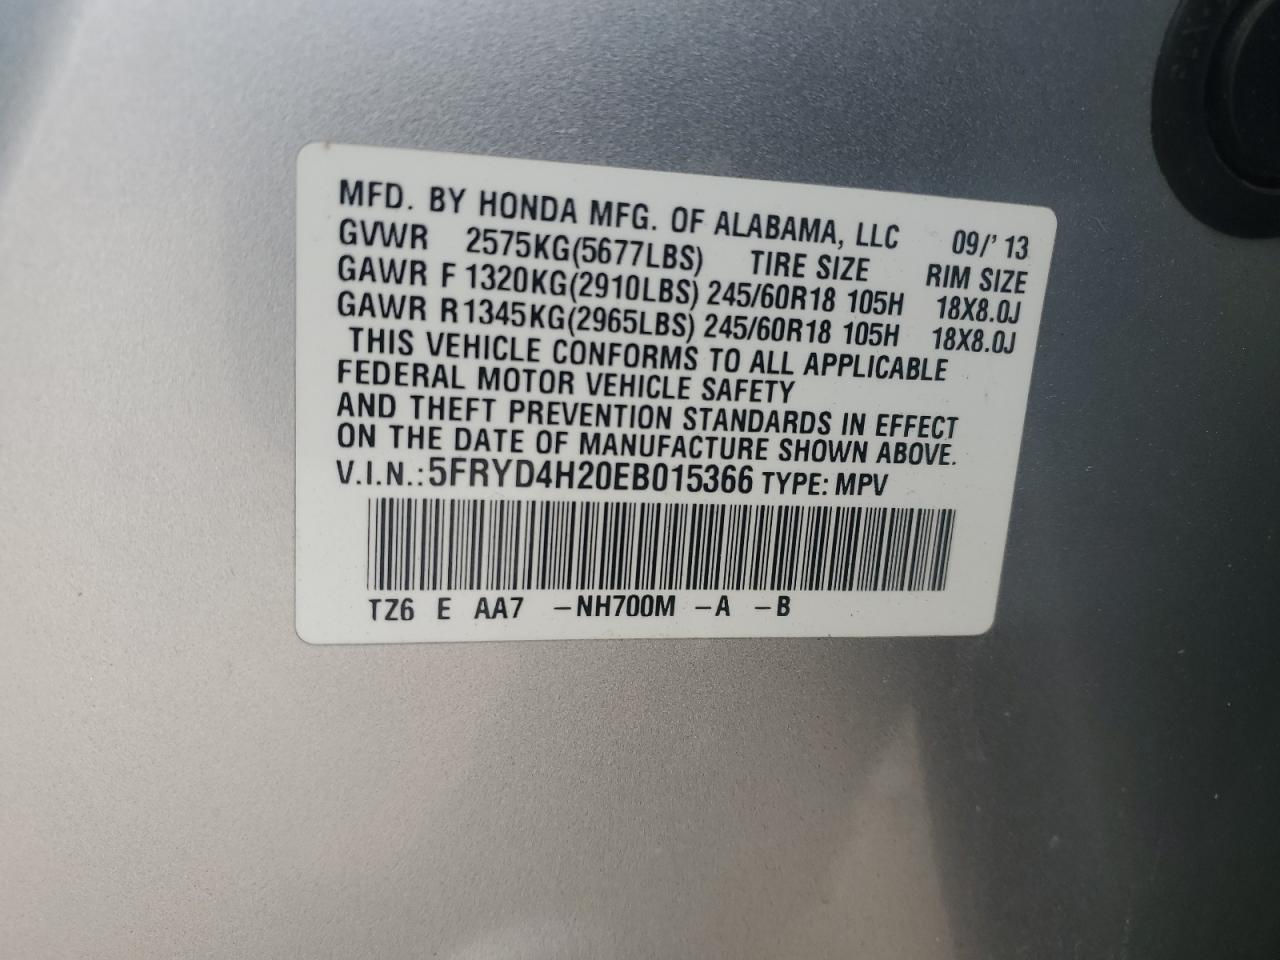 MFD. BY HONDA MFG. OF ALABAMA, LLC 09/'13
GVWR 2575KG(5677LBS) TIRE SIZE RIM SIZE
GAWR F 1320KG(2910LBS) 245/60R18 105H 18X8.0J
GAWR R1345KG(2965LBS) 245/60R18 105H 18X8.0J
THIS VEHICLE CONFORMS TO ALL APPLICABLE
FEDERAL MOTOR VEHICLE SAFETY
AND THEFT PREVENTION STANDARDS IN EFFECT
ON THE DATE OF MANUFACTURE SHOWN ABOVE.
V.I.N.: 5FRYD4H20EB015366 TYPE: MPV
TZ6 E AA7 -NH700M -A -B